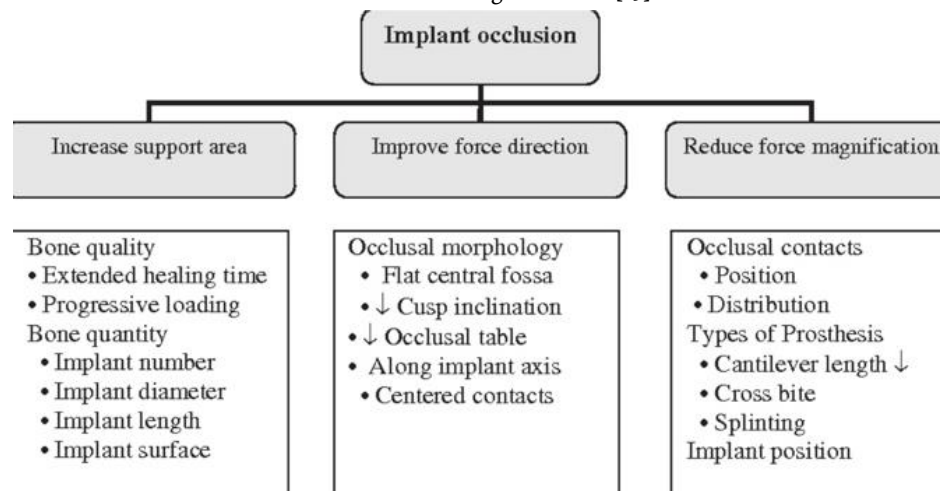 Implant occlusion
Increase support area
Improve force direction
Reduce force magnification
Bone quality
• Extended healing time
• Progressive loading
Bone quantity
• Implant number
• Implant diameter
• Implant length
• Implant surface
Occlusal morphology
• Flat central fossa
• ↓ Cusp inclination
• ↓ Occlusal table
• Along implant axis
• Centered contacts
Occlusal contacts
• Position
• Distribution
Types of Prosthesis
• Cantilever length ↓
• Cross bite
• Splinting
Implant position